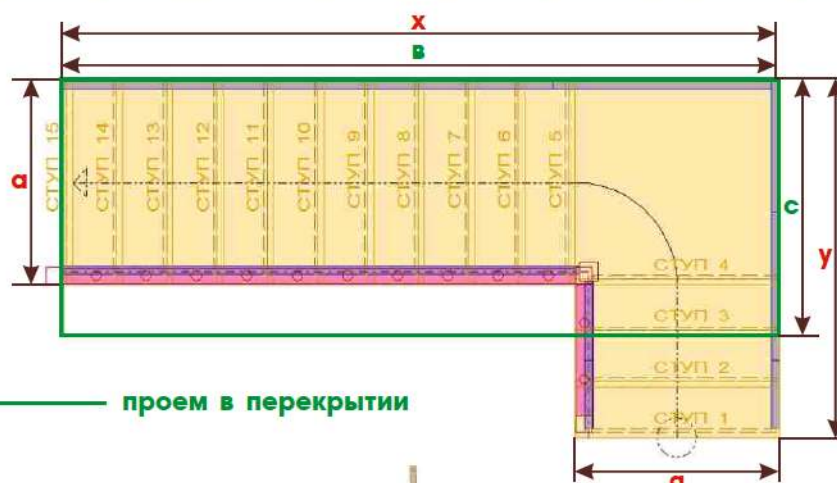 x
в
a
СТУП 15
СТУП 14
СТУП 13
СТУП 12
СТУП 11
СТУП 10
СТУП 9
СТУП 8
СТУП 7
СТУП 6
СТУП 5
c
y
СТУП 4
СТУП 3
СТУП 2
СТУП 1
проем в перекрытии
a